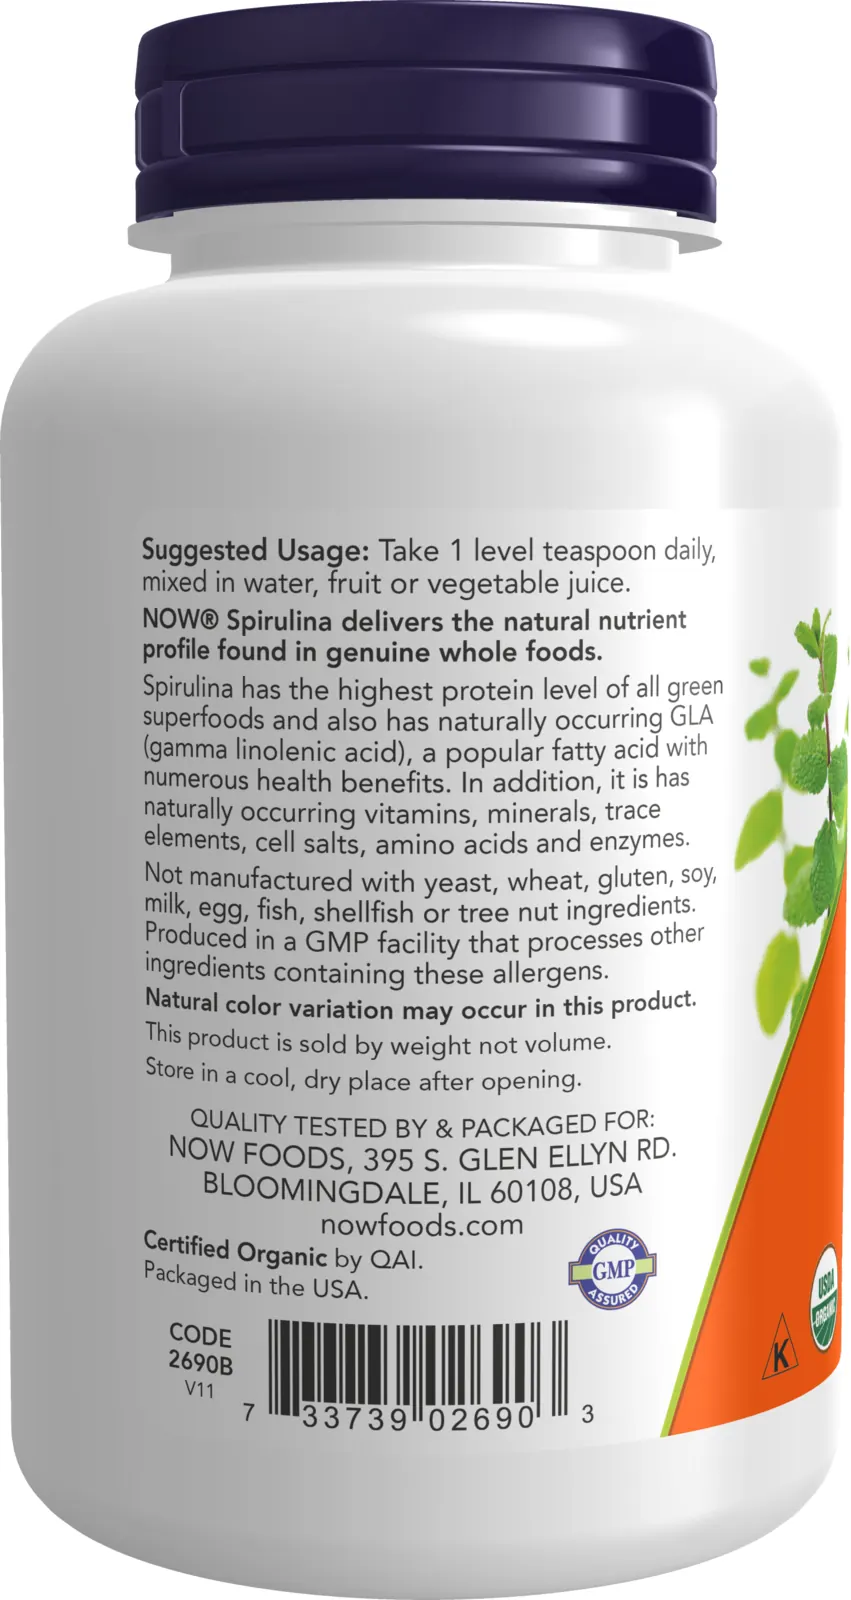 Suggested Usage: Take 1 level teaspoon daily,
mixed in water, fruit or vegetable juice.
NOW® Spirulina delivers the natural nutrient
profile found in genuine whole foods.
Spirulina has the highest protein level of all green
superfoods and also has naturally occurring GLA
(gamma linolenic acid), a popular fatty acid with
numerous health benefits. In addition, it is has
naturally occurring vitamins, minerals, trace
elements, cell salts, amino acids and enzymes.
Not manufactured with yeast, wheat, gluten, soy,
milk, egg, fish, shellfish or tree nut ingredients.
Produced in a GMP facility that processes other
ingredients containing these allergens.
Natural color variation may occur in this product.
This product is sold by weight not volume.
Store in a cool, dry place after opening.
QUALITY TESTED BY & PACKAGED FOR:
NOW FOODS, 395 S. GLEN ELLYN RD.
BLOOMINGDALE, IL 60108, USA
nowfoods.com
Certified Organic by QAI.
Packaged in the USA.
QUALITY
GMP
ASSURED
USDA
ORGANIC
K
CODE
2690B
V11
7 33739 02690 3